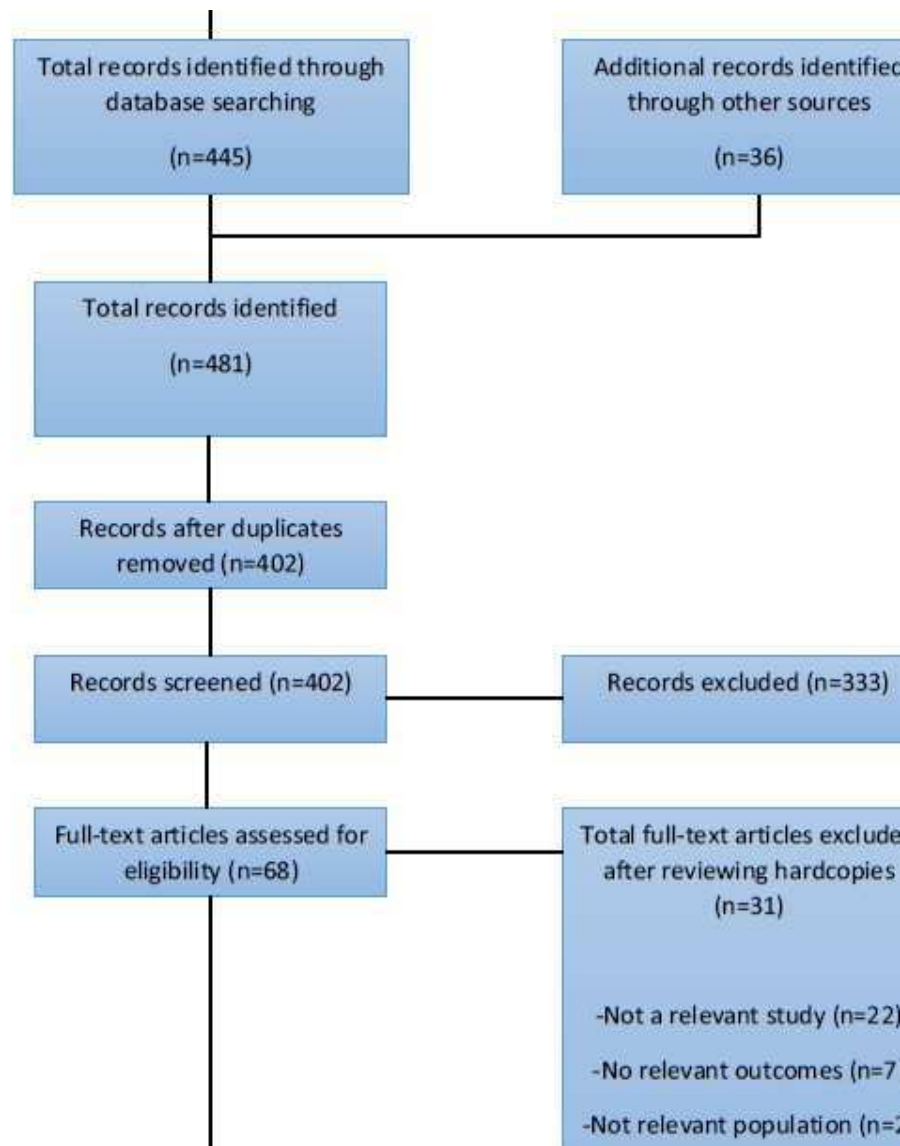 Total records identified through
database searching
(n=445)
Additional records identified
through other sources
(n=36)
Total records identified
(n=481)
Records after duplicates
removed (n=402)
Records screened (n=402)
Records excluded (n=333)
Full-text articles assessed for
eligibility (n=68)
Total full-text articles exclude
after reviewing hardcopies
(n=31)
-Not a relevant study (n=22)
-No relevant outcomes (n=7
-Not relevant population (n=2